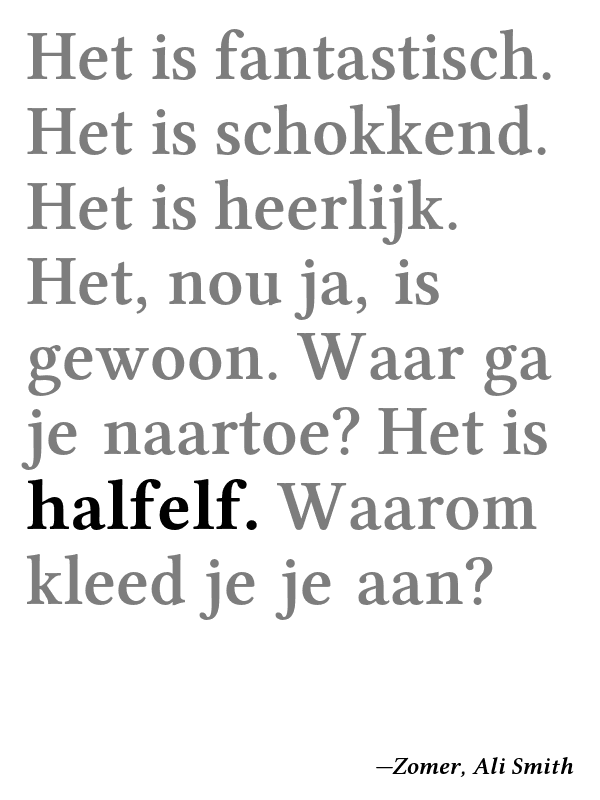 Het is fantastisch.
Het is schokkend.
Het is heerlijk.
Het, nou ja, is
gewoon. Waar ga
je naartoe? Het is
halfelf. Waarom
kleed je je aan?
—Zomer, Ali Smith